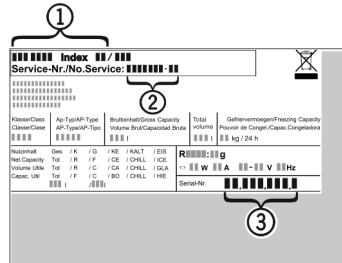 1
Index /
Service-Nr./No.Service: -
2
Klasse/Class Ap-Typ/AP-Type Bruttoinhalt/Gross Capacity Total Gefriervermoegen/Freezing Capacity
Classe/Classe AP-Type/AP-Tipo Volume Brut/Capacidad Bruta volume Pouvoir de Congel./Capac.Congeladora
l l kg / 24 h
Nutzinhalt Ges / K / G / KE / KALT / EIS
Net.Capacity Tot / R / F / CE / CHILL / ICE
Volume Utile Tot / R / C / CA / CHILL / GLA
Capac. Util Tot / F / C / BO / CHILL / HIE
l / l
R : g
W A - V Hz
Serial-Nr. . . .
3